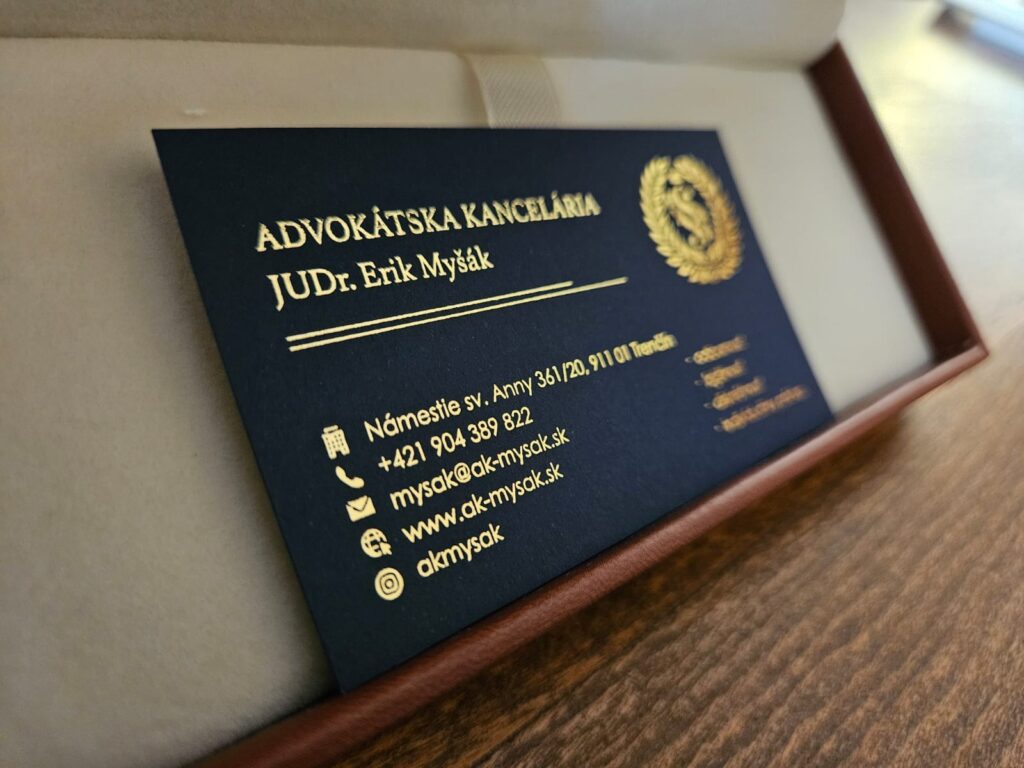 ADVOKÁTSKA KANCELÁRIA
JUDr. Erik Myšák
Námestie sv. Anny 361/20, 911 01 Trenčín
+421 904 389 822
mysak@ak-mysak.sk
www.ak-mysak.sk
akmysak